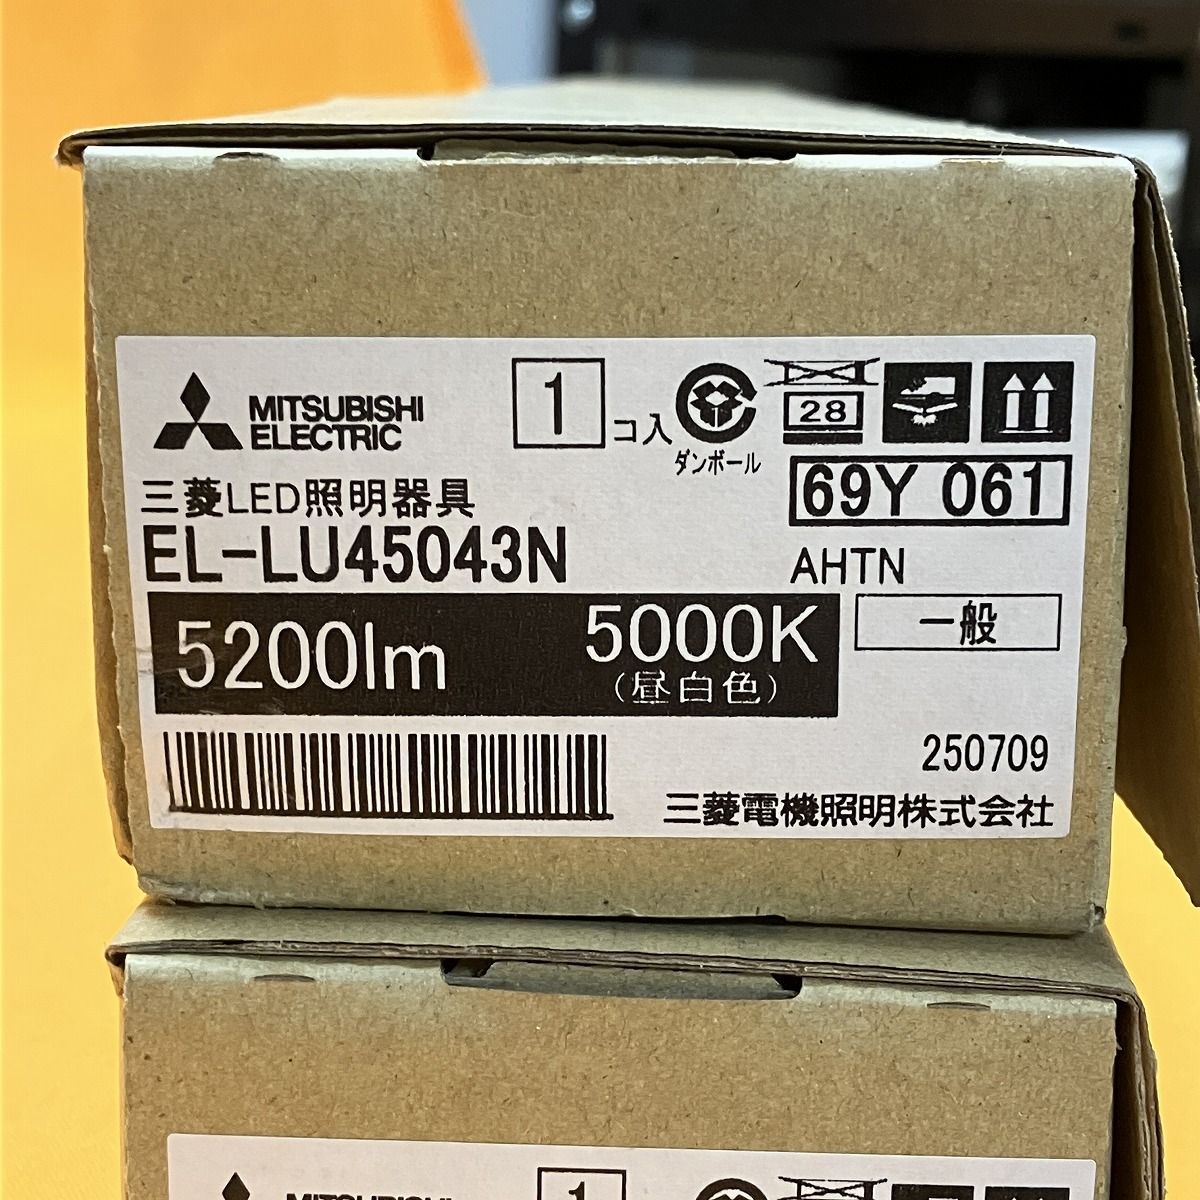 MITSUBISHI
ELECTRIC
1 コ入
ダンボール
28
三菱LED照明器具
69Y 061
EL-LU45043N
AHTN
5200lm
5000K
(昼白色)
一般
250709
三菱電機照明株式会社
MITSUBISHI
1